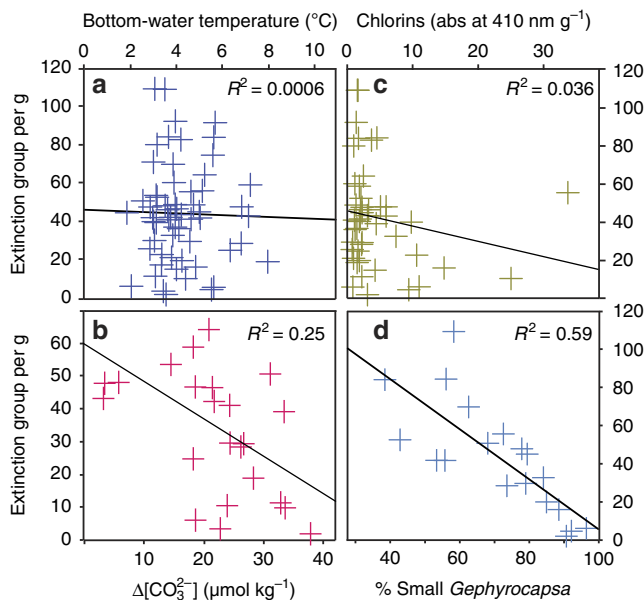 Bottom-water temperature (°C) Chlorins (abs at 410 nm g⁻¹)
0 2 4 6 8 10 0 10 20 30
120 100 80 60 40 20 0
Extinction group per g
a R² = 0.0006
c R² = 0.036
120 100 80 60 40 20 0
60 50 40 30 20 10 0
Extinction group per g
b R² = 0.25
d R² = 0.59
120 100 80 60 40 20 0
10 20 30 40 40 60 80 100
Δ[CO₃²⁻] (μmol kg⁻¹) % Small Gephyrocapsa